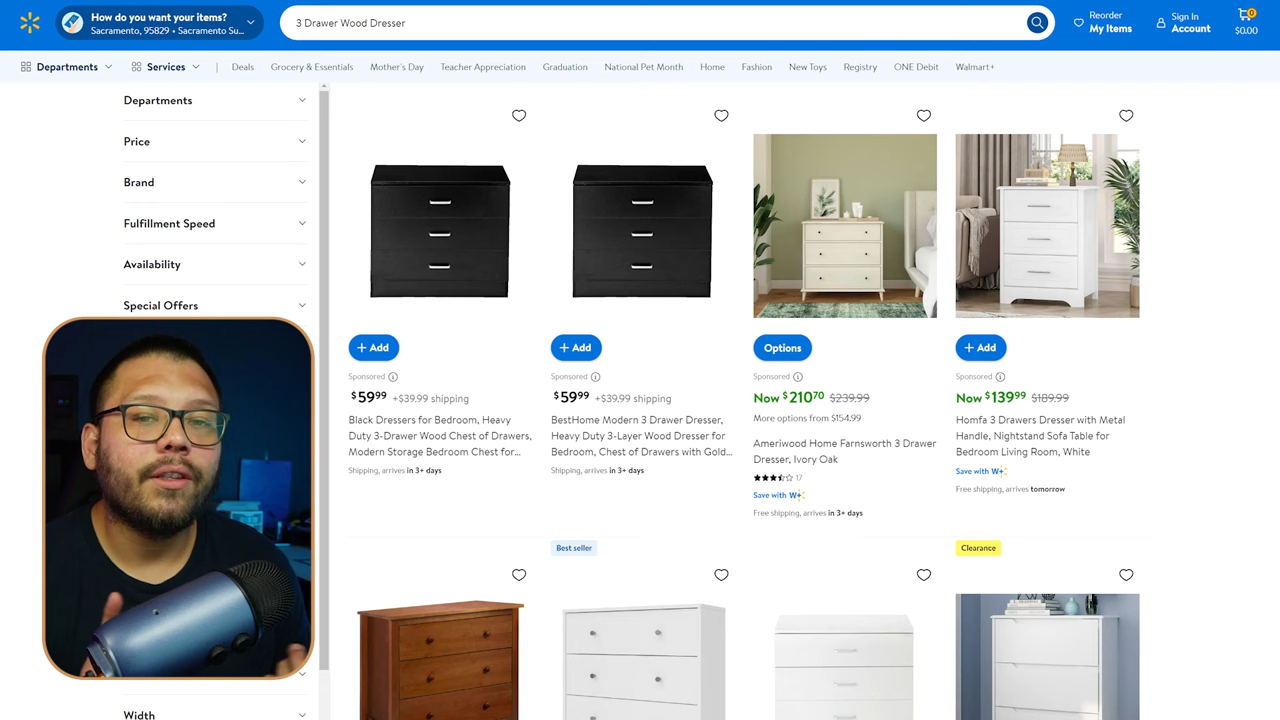 How do you want your items?
Sacramento, 95829 • Sacramento Su...
3 Drawer Wood Dresser
Reorder
My Items
Sign In
Account
0
$0.00
Departments
Services
Deals
Grocery & Essentials
Mother's Day
Teacher Appreciation
Graduation
National Pet Month
Home
Fashion
New Toys
Registry
ONE Debit
Walmart+
Departments
Price
Brand
Fulfillment Speed
Availability
Special Offers
Width
+ Add
Sponsored
$59.99 +$39.99 shipping
Black Dressers for Bedroom, Heavy
Duty 3-Drawer Wood Chest of Drawers,
Modern Storage Bedroom Chest for...
Shipping, arrives in 3+ days
+ Add
Sponsored
$59.99 +$39.99 shipping
BestHome Modern 3 Drawer Dresser,
Heavy Duty 3-Layer Wood Dresser for
Bedroom, Chest of Drawers with Gold...
Shipping, arrives in 3+ days
Options
Sponsored
Now $210.70 $239.99
More options from $154.99
Ameriwood Home Farnsworth 3 Drawer
Dresser, Ivory Oak
17
Save with W+
Free shipping, arrives in 3+ days
+ Add
Sponsored
Now $139.99 $189.99
Homfa 3 Drawers Dresser with Metal
Handle, Nightstand Sofa Table for
Bedroom Living Room, White
Save with W+
Free shipping, arrives tomorrow
Best seller
Clearance